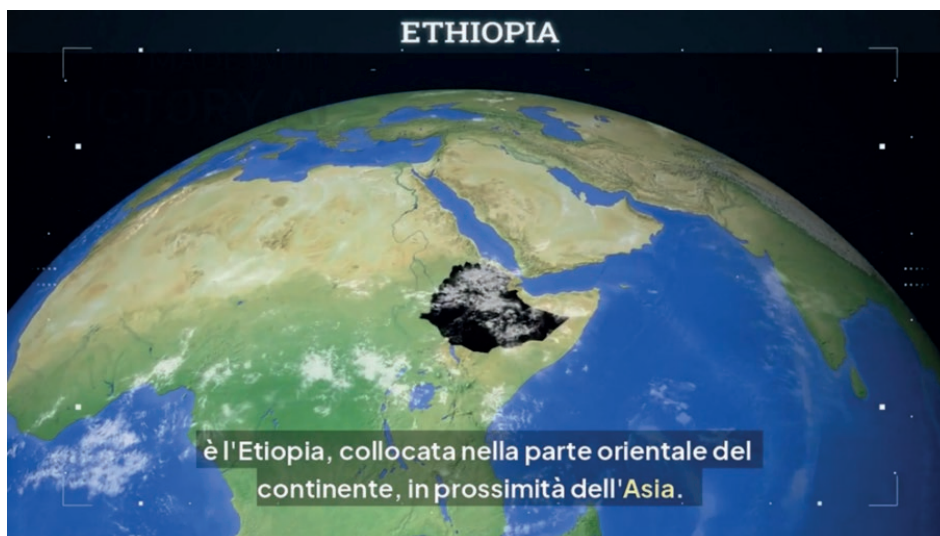 ETHIOPIA
è l'Etiopia, collocata nella parte orientale del
continente, in prossimità dell'Asia.